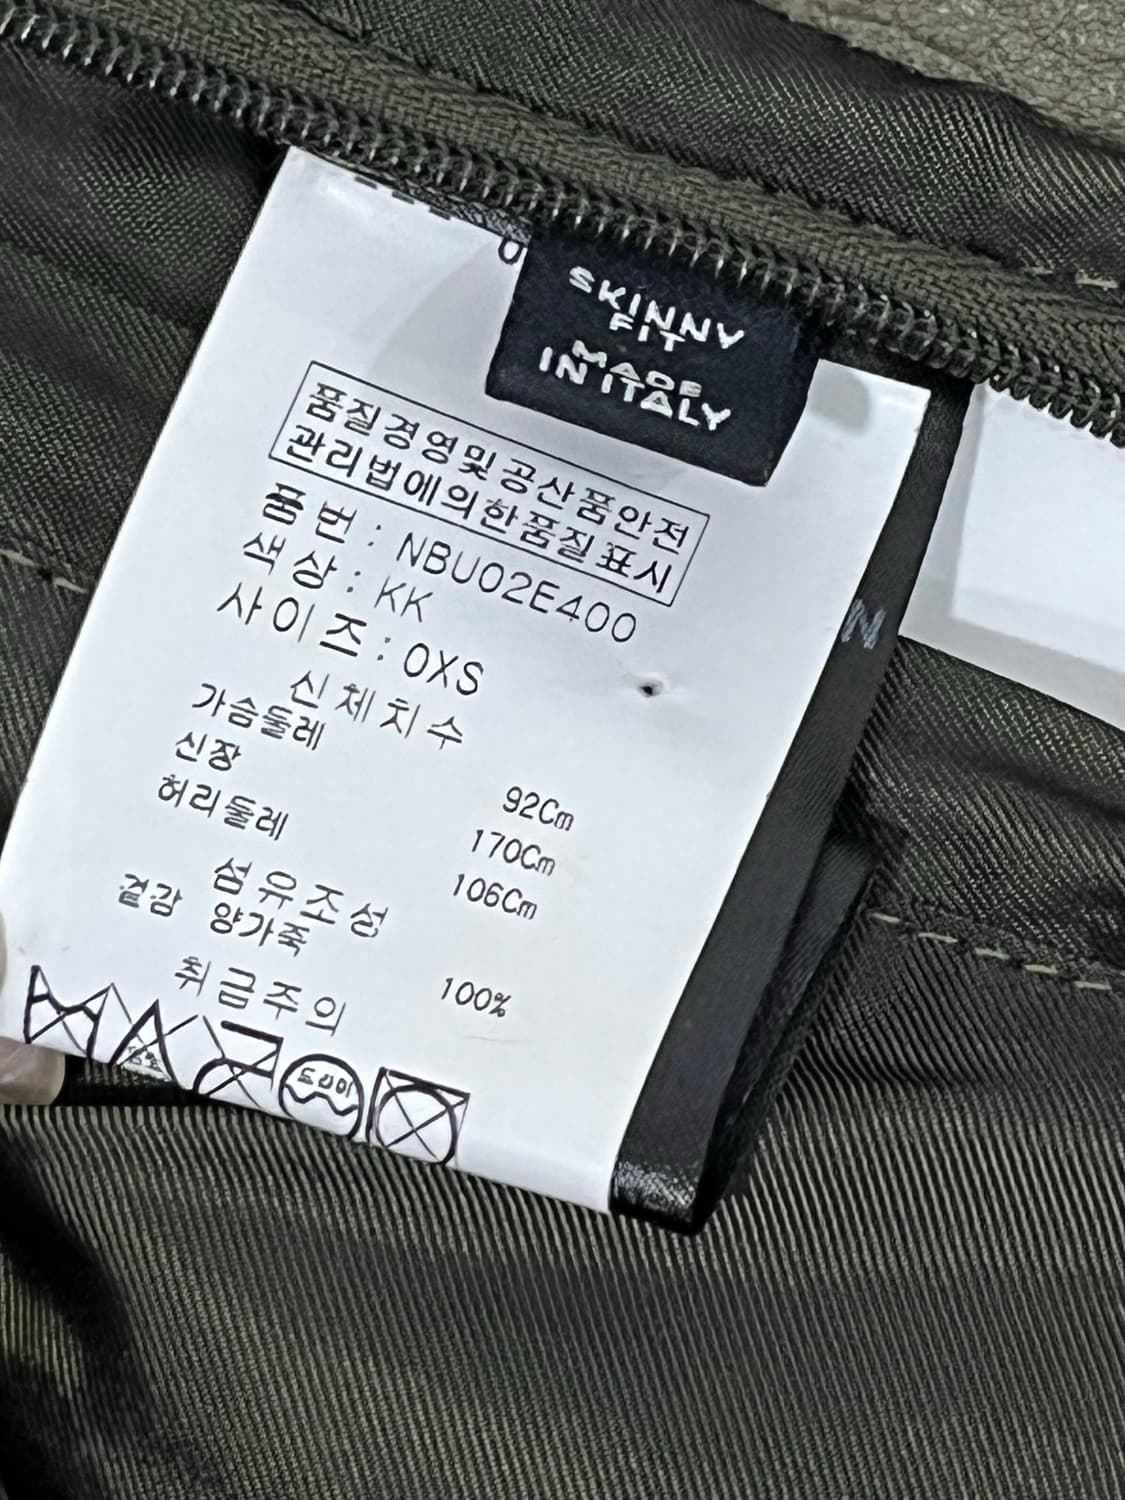 SKINNY
FIT
MADE
IN ITALY
품질경영및공산품안전
관리법에의한품질표시
품 번 : NBU02E400
색 상 : KK
사 이 즈 : 0XS
신 체 치 수
가슴둘레 92Cm
신장 170Cm
허리둘레 106Cm
섬 유 조 성
겉감 양가죽 100%
취 급 주 의
드라이
N